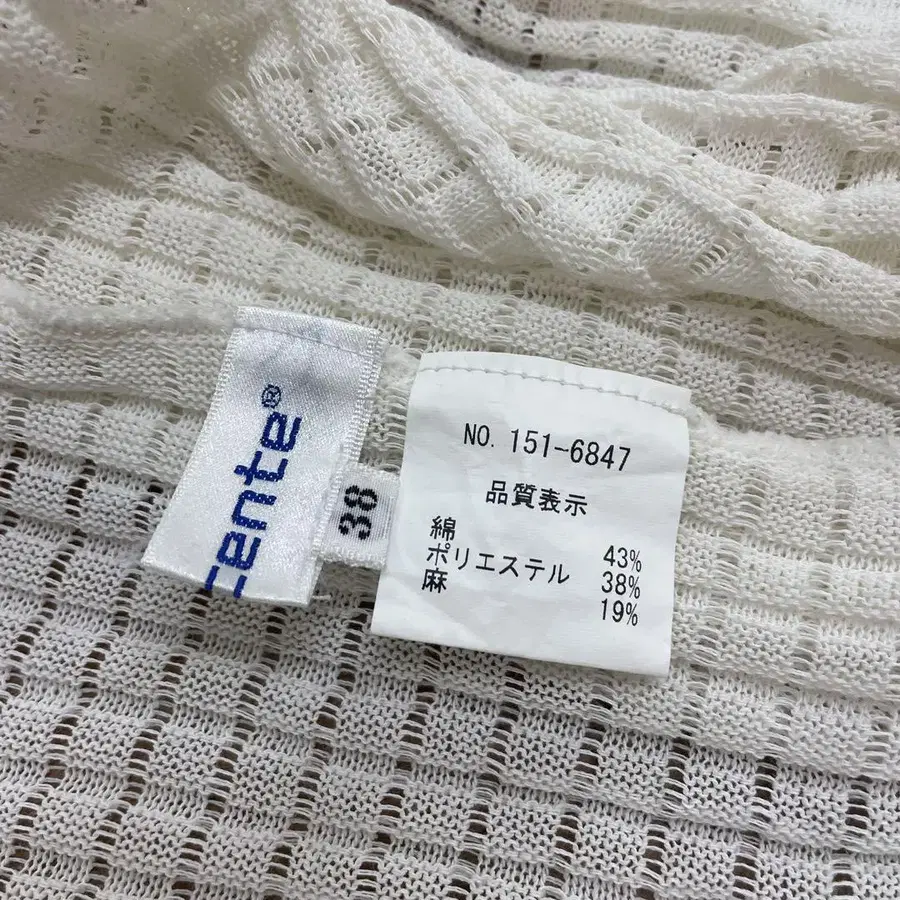 cente®
38
NO. 151-6847
品質表示
綿 43%
ポリエステル 38%
麻 19%